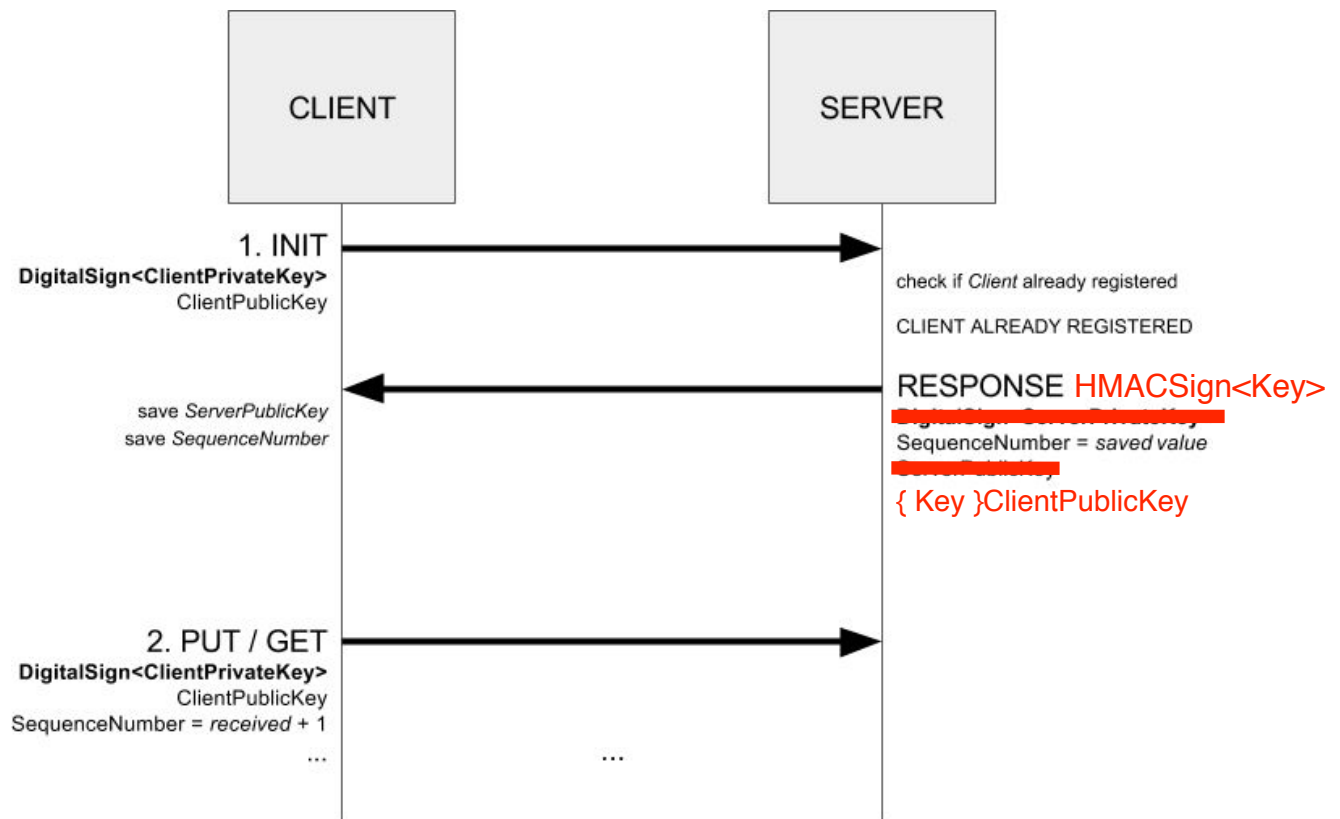 CLIENT
SERVER
1. INIT
DigitalSign<ClientPrivateKey>
ClientPublicKey
check if Client already registered
CLIENT ALREADY REGISTERED
RESPONSE HMACSign<Key>
SequenceNumber = saved value
{ Key }ClientPublicKey
save ServerPublicKey
save SequenceNumber
2. PUT / GET
DigitalSign<ClientPrivateKey>
ClientPublicKey
SequenceNumber = received + 1
...
...